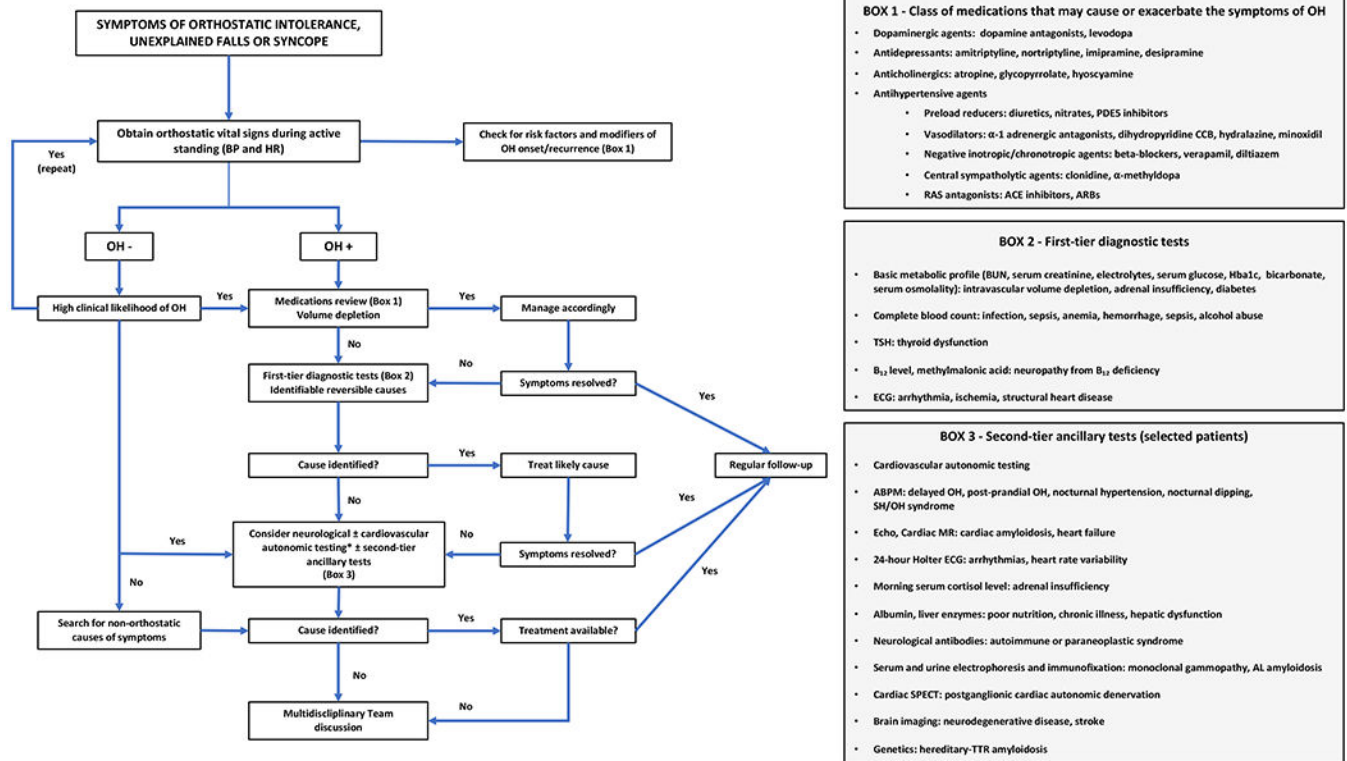 SYMPTOMS OF ORTHOSTATIC INTOLERANCE,
UNEXPLAINED FALLS OR SYNCOPE
Obtain orthostatic vital signs during active
standing (BP and HR)
Check for risk factors and modifiers of
OH onset/recurrence (Box 1)
Yes
(repeat)
OH -
OH +
High clinical likelihood of OH
Yes
Medications review (Box 1)
Volume depletion
Yes
Manage accordingly
No
First-tier diagnostic tests (Box 2)
Identifiable reversible causes
No
Symptoms resolved?
Yes
Cause identified?
Yes
Treat likely cause
Regular follow-up
No
Yes
Consider neurological ± cardiovascular
autonomic testing* ± second-tier
ancillary tests
(Box 3)
Yes
No
Symptoms resolved?
Yes
No
Search for non-orthostatic
causes of symptoms
Cause identified?
Yes
Treatment available?
No
Multidisclipinary Team
discussion
No
BOX 1 - Class of medications that may cause or exacerbate the symptoms of OH
• Dopaminergic agents: dopamine antagonists, levodopa
• Antidepressants: amitriptyline, nortriptyline, imipramine, desipramine
• Anticholinergics: atropine, glycopyrrolate, hyoscyamine
• Antihypertensive agents
• Preload reducers: diuretics, nitrates, PDE5 inhibitors
• Vasodilators: α-1 adrenergic antagonists, dihydropyridine CCB, hydralazine, minoxidil
• Negative inotropic/chronotropic agents: beta-blockers, verapamil, diltiazem
• Central sympatholytic agents: clonidine, α-methyldopa
• RAS antagonists: ACE inhibitors, ARBs
BOX 2 - First-tier diagnostic tests
• Basic metabolic profile (BUN, serum creatinine, electrolytes, serum glucose, Hba1c, bicarbonate,
serum osmolality): intravascular volume depletion, adrenal insufficiency, diabetes
• Complete blood count: infection, sepsis, anemia, hemorrhage, sepsis, alcohol abuse
• TSH: thyroid dysfunction
• B₁₂ level, methylmalonic acid: neuropathy from B₁₂ deficiency
• ECG: arrhythmia, ischemia, structural heart disease
BOX 3 - Second-tier ancillary tests (selected patients)
• Cardiovascular autonomic testing
• ABPM: delayed OH, post-prandial OH, nocturnal hypertension, nocturnal dipping,
SH/OH syndrome
• Echo, Cardiac MR: cardiac amyloidosis, heart failure
• 24-hour Holter ECG: arrhythmias, heart rate variability
• Morning serum cortisol level: adrenal insufficiency
• Albumin, liver enzymes: poor nutrition, chronic illness, hepatic dysfunction
• Neurological antibodies: autoimmune or paraneoplastic syndrome
• Serum and urine electrophoresis and immunofixation: monoclonal gammopathy, AL amyloidosis
• Cardiac SPECT: postganglionic cardiac autonomic denervation
• Brain imaging: neurodegenerative disease, stroke
• Genetics: hereditary-TTR amyloidosis